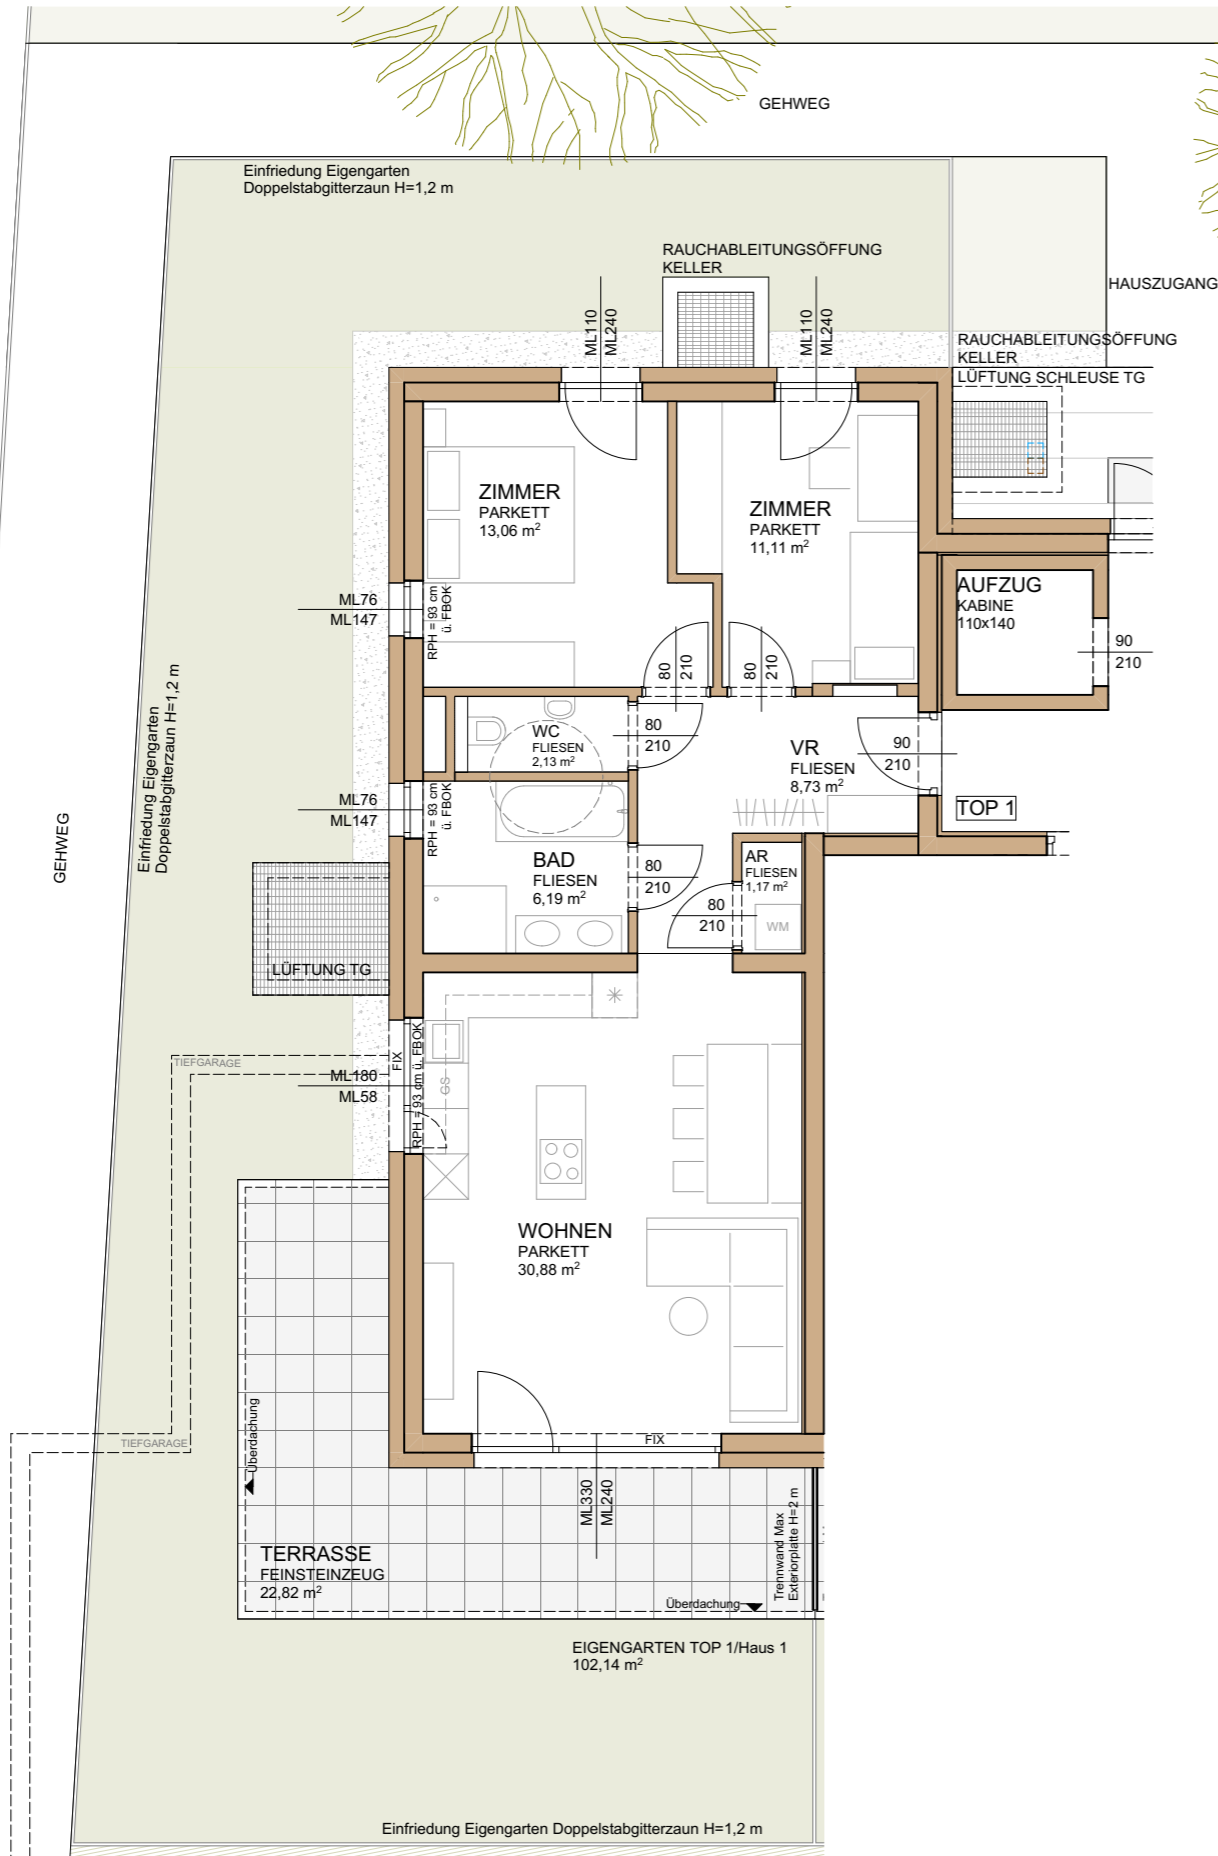 GEHWEG
Einfriedung Eigengarten
Doppelstabgitterzaun H=1,2 m
RAUCHABLEITUNGSÖFFUNG
KELLER
HAUSZUGANG
ML110
ML240
ML110
ML240
RAUCHABLEITUNGSÖFFUNG
KELLER
LÜFTUNG SCHLEUSE TG
ZIMMER
PARKETT
13,06 m²
ZIMMER
PARKETT
11,11 m²
ML76
ML147
RPH = 93 cm
ü. FBOK
AUFZUG
KABINE
110x140
90
210
80
210
80
210
Einfriedung Eigengarten
Doppelstabgitterzaun H=1,2 m
WC
FLIESEN
2,13 m²
80
210
VR
FLIESEN
8,73 m²
90
210
TOP 1
ML76
ML147
RPH = 93 cm
ü. FBOK
GEHWEG
BAD
FLIESEN
6,19 m²
80
210
AR
FLIESEN
1,17 m²
80
210
WM
LÜFTUNG TG
TIEFGARAGE
ML180
ML58
FIX
RPH = 93 cm ü. FBOK
GS
WOHNEN
PARKETT
30,88 m²
TIEFGARAGE
Überdachung
FIX
ML330
ML240
Trennwand Max
Exteriorplatte H=2 m
TERRASSE
FEINSTEINZEUG
22,82 m²
Überdachung
EIGENGARTEN TOP 1/Haus 1
102,14 m²
Einfriedung Eigengarten Doppelstabgitterzaun H=1,2 m